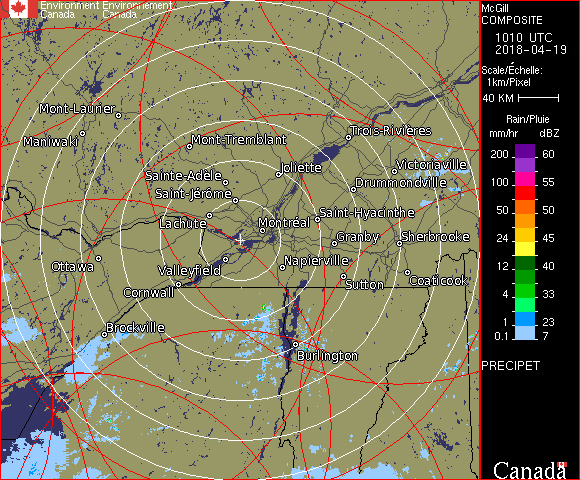 Environment Environnement
Canada Canada
McGill
COMPOSITE
1010 UTC
2018-04-19
Scale/Échelle:
1km/Pixel
40 KM
Rain/Pluie
mm/hr dBZ
200 60
100 55
50 50
24 45
12 40
4 33
1 23
0.1 7
PRECIPET
Canada
Mont-Laurier
Maniwaki
Mont-Tremblant
Trois-Rivières
Joliette
Victoriaville
Sainte-Adèle
Drummondville
Saint-Jérôme
Lachute
Saint-Hyacinthe
Montréal
Granby
Sherbrooke
Ottawa
Valleyfield
Napierville
Cornwall
Sutton
Coaticook
Brockville
Burlington